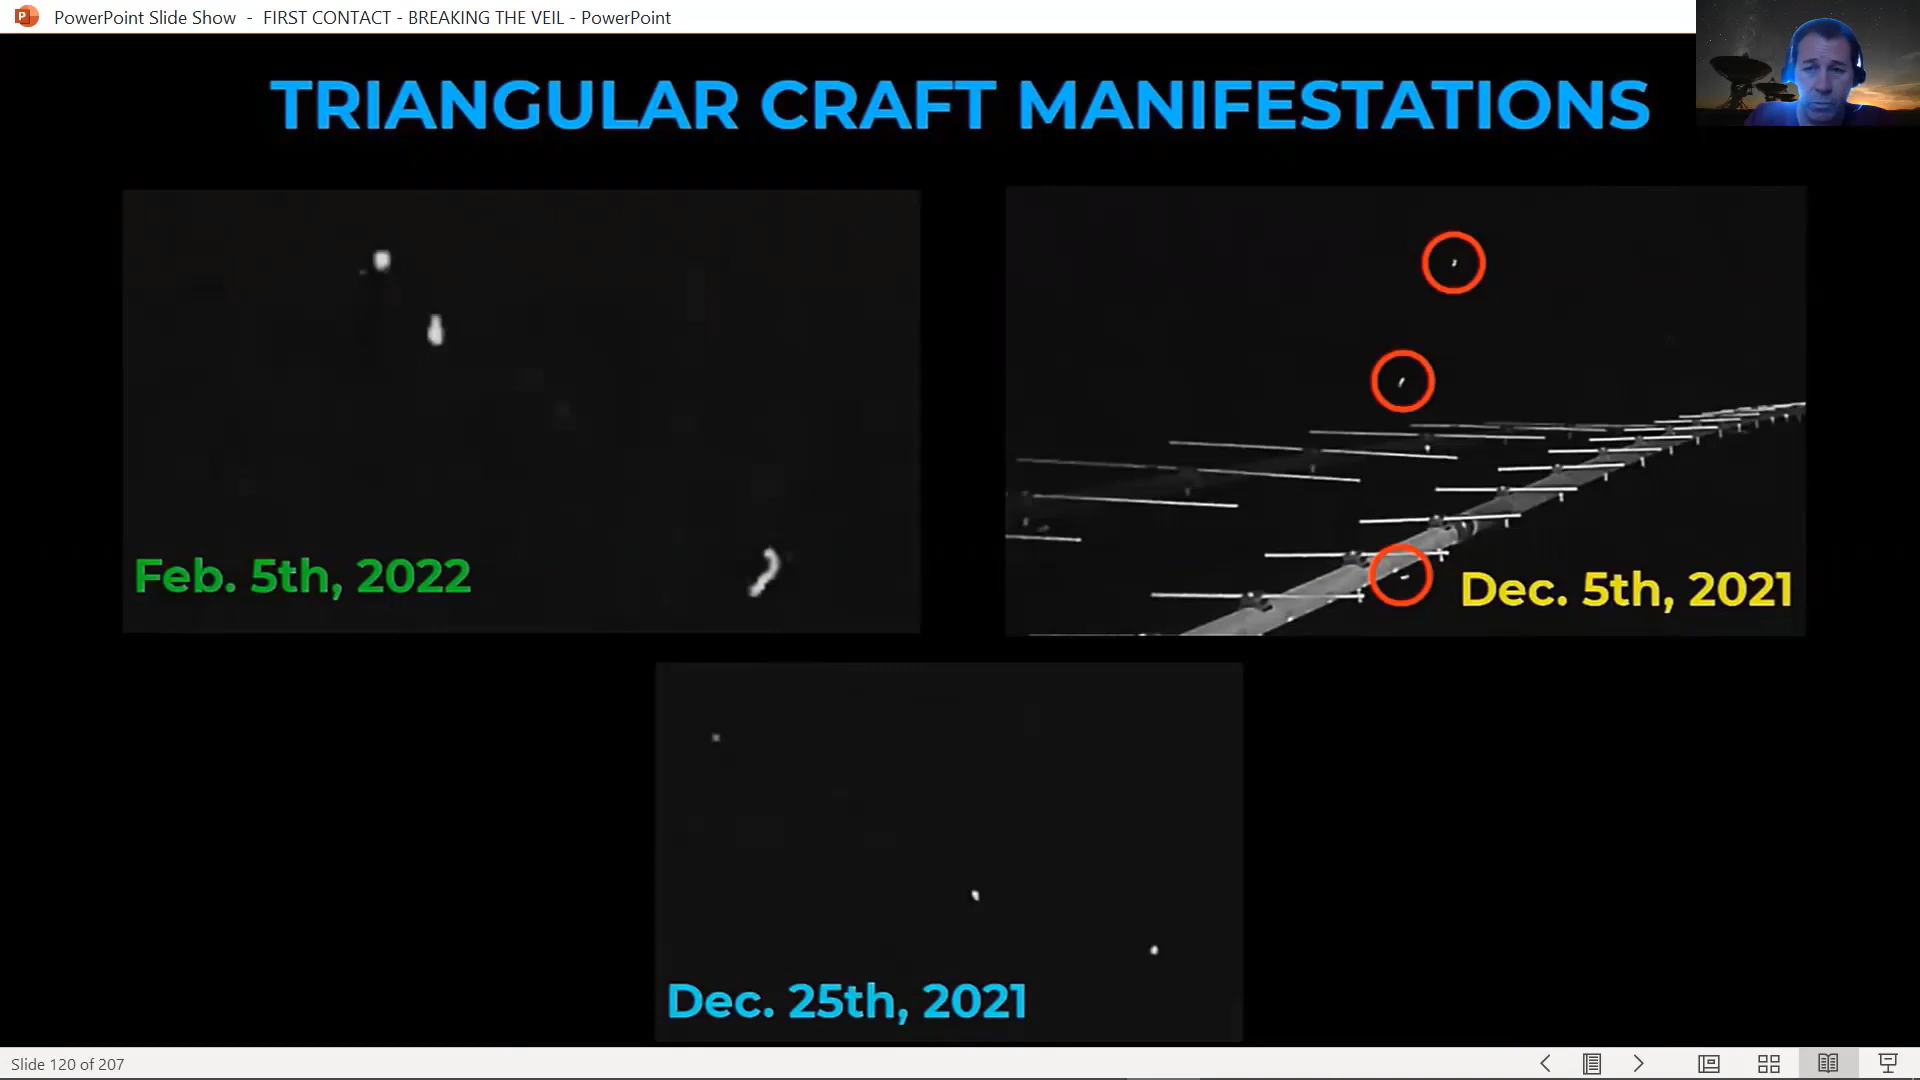 PowerPoint Slide Show - FIRST CONTACT - BREAKING THE VEIL - PowerPoint
TRIANGULAR CRAFT MANIFESTATIONS
Feb. 5th, 2022
Dec. 5th, 2021
Dec. 25th, 2021
Slide 120 of 207